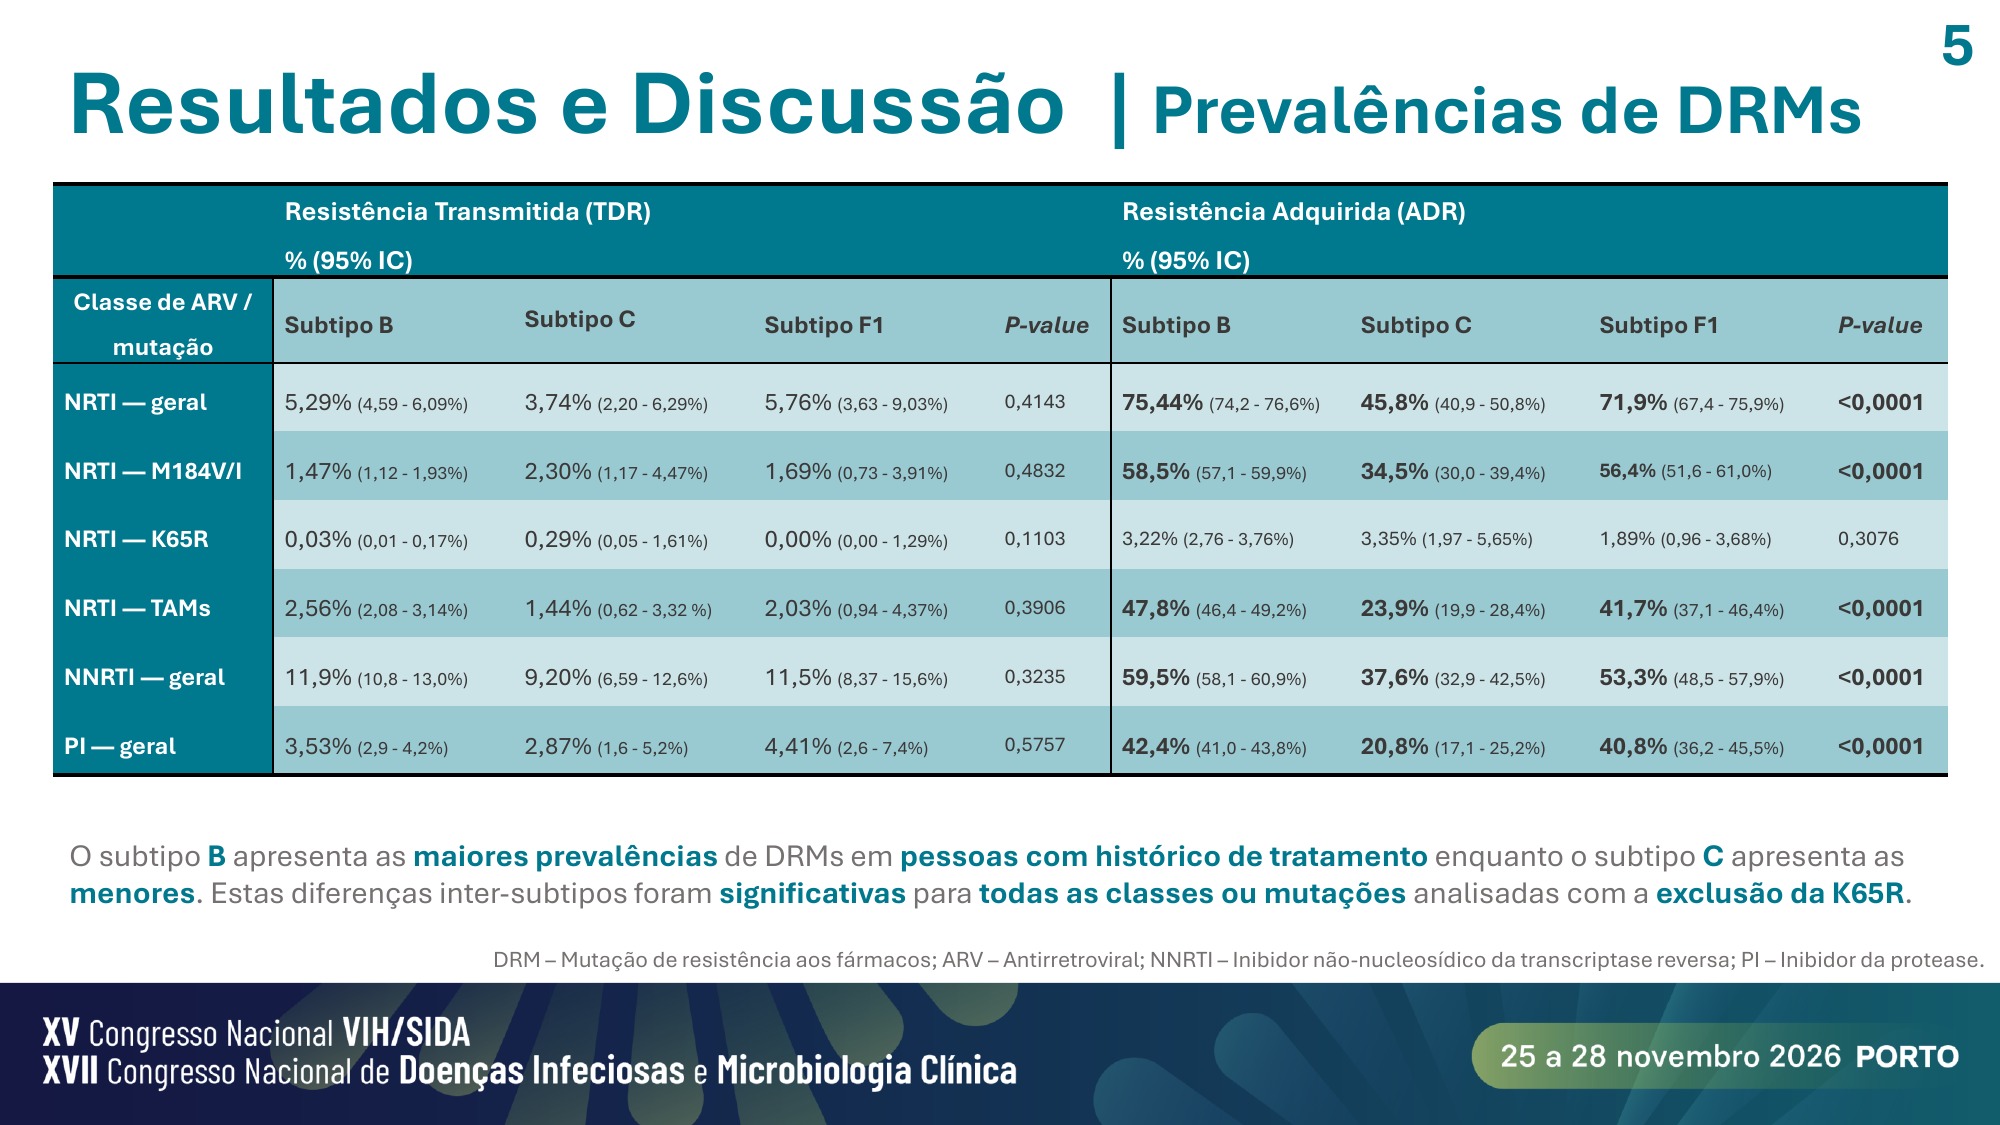 5
Resultados e Discussão | Prevalências de DRMs
Resistência Transmitida (TDR) Resistência Adquirida (ADR)
% (95% IC) % (95% IC)
Classe de ARV /
mutação
Subtipo B Subtipo C Subtipo F1 P-value Subtipo B Subtipo C Subtipo F1 P-value
NRTI — geral 5,29% (4,59 - 6,09%) 3,74% (2,20 - 6,29%) 5,76% (3,63 - 9,03%) 0,4143 75,44% (74,2 - 76,6%) 45,8% (40,9 - 50,8%) 71,9% (67,4 - 75,9%) <0,0001
NRTI — M184V/I 1,47% (1,12 - 1,93%) 2,30% (1,17 - 4,47%) 1,69% (0,73 - 3,91%) 0,4832 58,5% (57,1 - 59,9%) 34,5% (30,0 - 39,4%) 56,4% (51,6 - 61,0%) <0,0001
NRTI — K65R 0,03% (0,01 - 0,17%) 0,29% (0,05 - 1,61%) 0,00% (0,00 - 1,29%) 0,1103 3,22% (2,76 - 3,76%) 3,35% (1,97 - 5,65%) 1,89% (0,96 - 3,68%) 0,3076
NRTI — TAMs 2,56% (2,08 - 3,14%) 1,44% (0,62 - 3,32 %) 2,03% (0,94 - 4,37%) 0,3906 47,8% (46,4 - 49,2%) 23,9% (19,9 - 28,4%) 41,7% (37,1 - 46,4%) <0,0001
NNRTI — geral 11,9% (10,8 - 13,0%) 9,20% (6,59 - 12,6%) 11,5% (8,37 - 15,6%) 0,3235 59,5% (58,1 - 60,9%) 37,6% (32,9 - 42,5%) 53,3% (48,5 - 57,9%) <0,0001
PI — geral 3,53% (2,9 - 4,2%) 2,87% (1,6 - 5,2%) 4,41% (2,6 - 7,4%) 0,5757 42,4% (41,0 - 43,8%) 20,8% (17,1 - 25,2%) 40,8% (36,2 - 45,5%) <0,0001
O subtipo B apresenta as maiores prevalências de DRMs em pessoas com histórico de tratamento enquanto o subtipo C apresenta as
menores. Estas diferenças inter-subtipos foram significativas para todas as classes ou mutações analisadas com a exclusão da K65R.
DRM – Mutação de resistência aos fármacos; ARV – Antirretroviral; NNRTI – Inibidor não-nucleosídico da transcriptase reversa; PI – Inibidor da protease.
XV Congresso Nacional VIH/SIDA
XVII Congresso Nacional de Doenças Infeciosas e Microbiologia Clínica
25 a 28 novembro 2026 PORTO